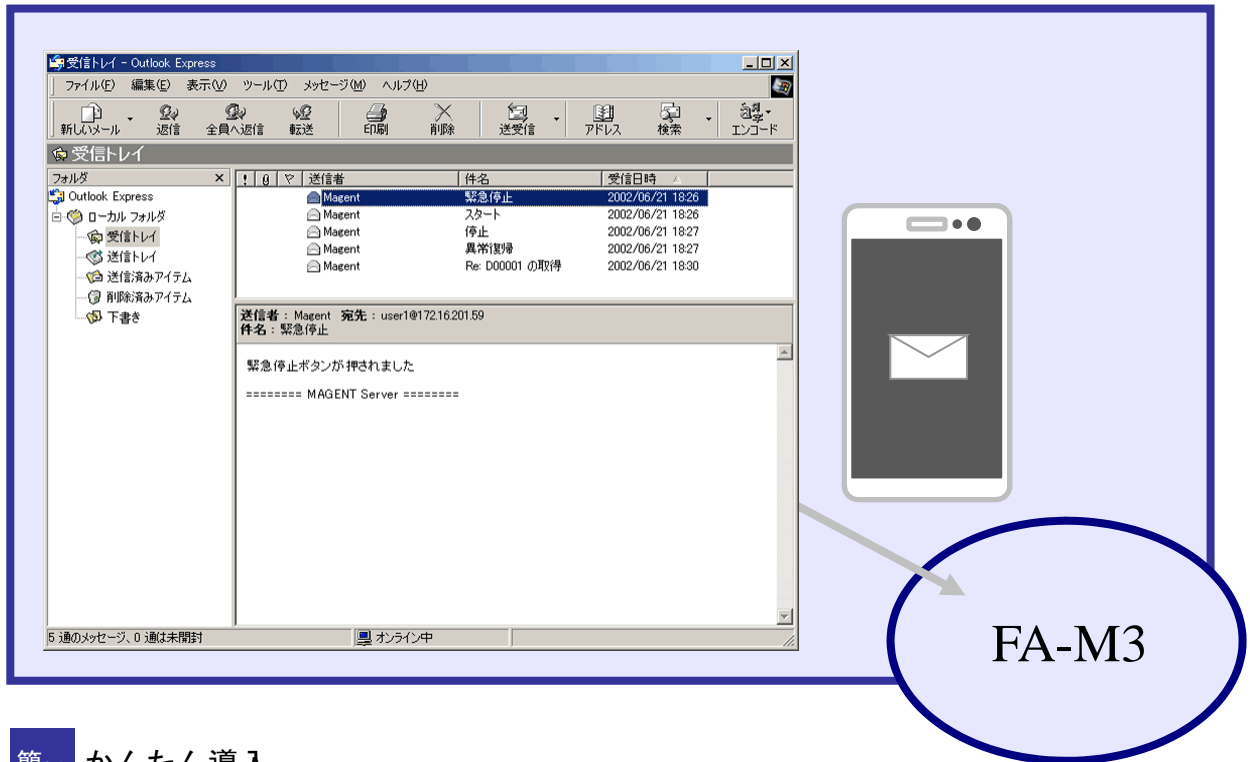 受信トレイ - Outlook Express
ファイル(F) 編集(E) 表示(V) ツール(T) メッセージ(M) ヘルプ(H)
新しいメール 返信 全員へ返信 転送 印刷 削除 送受信 アドレス 検索 エンコード
受信トレイ
フォルダ
Outlook Express
ローカル フォルダ
受信トレイ
送信トレイ
送信済みアイテム
削除済みアイテム
下書き
送信者 件名 受信日時
Magent 緊急停止 2002/06/21 18:26
Magent スタート 2002/06/21 18:26
Magent 停止 2002/06/21 18:27
Magent 異常復帰 2002/06/21 18:27
Magent Re: D00001 の取得 2002/06/21 18:30
送信者: Magent 宛先: user1@172.16.201.59
件名: 緊急停止
緊急停止ボタンが押されました
======== MAGENT Server ========
5 通のメッセージ、0 通は未開封 オンライン中
FA-M3
かんたん導入